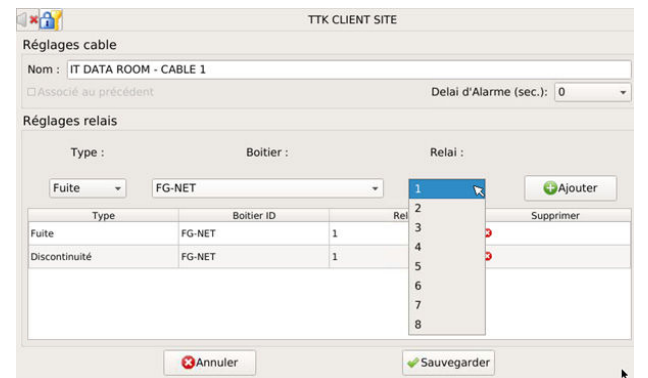 TTK CLIENT SITE
Réglages cable
Nom : IT DATA ROOM - CABLE 1
Associé au précédent Delai d'Alarme (sec.): 0
Réglages relais
Type : Boitier : Relai :
Fuite FG-NET 1 Ajouter
Type Boitier ID Rel Supprimer
Fuite FG-NET 1
Discontinuité FG-NET 1
2
3
4
5
6
7
8
Annuler Sauvegarder